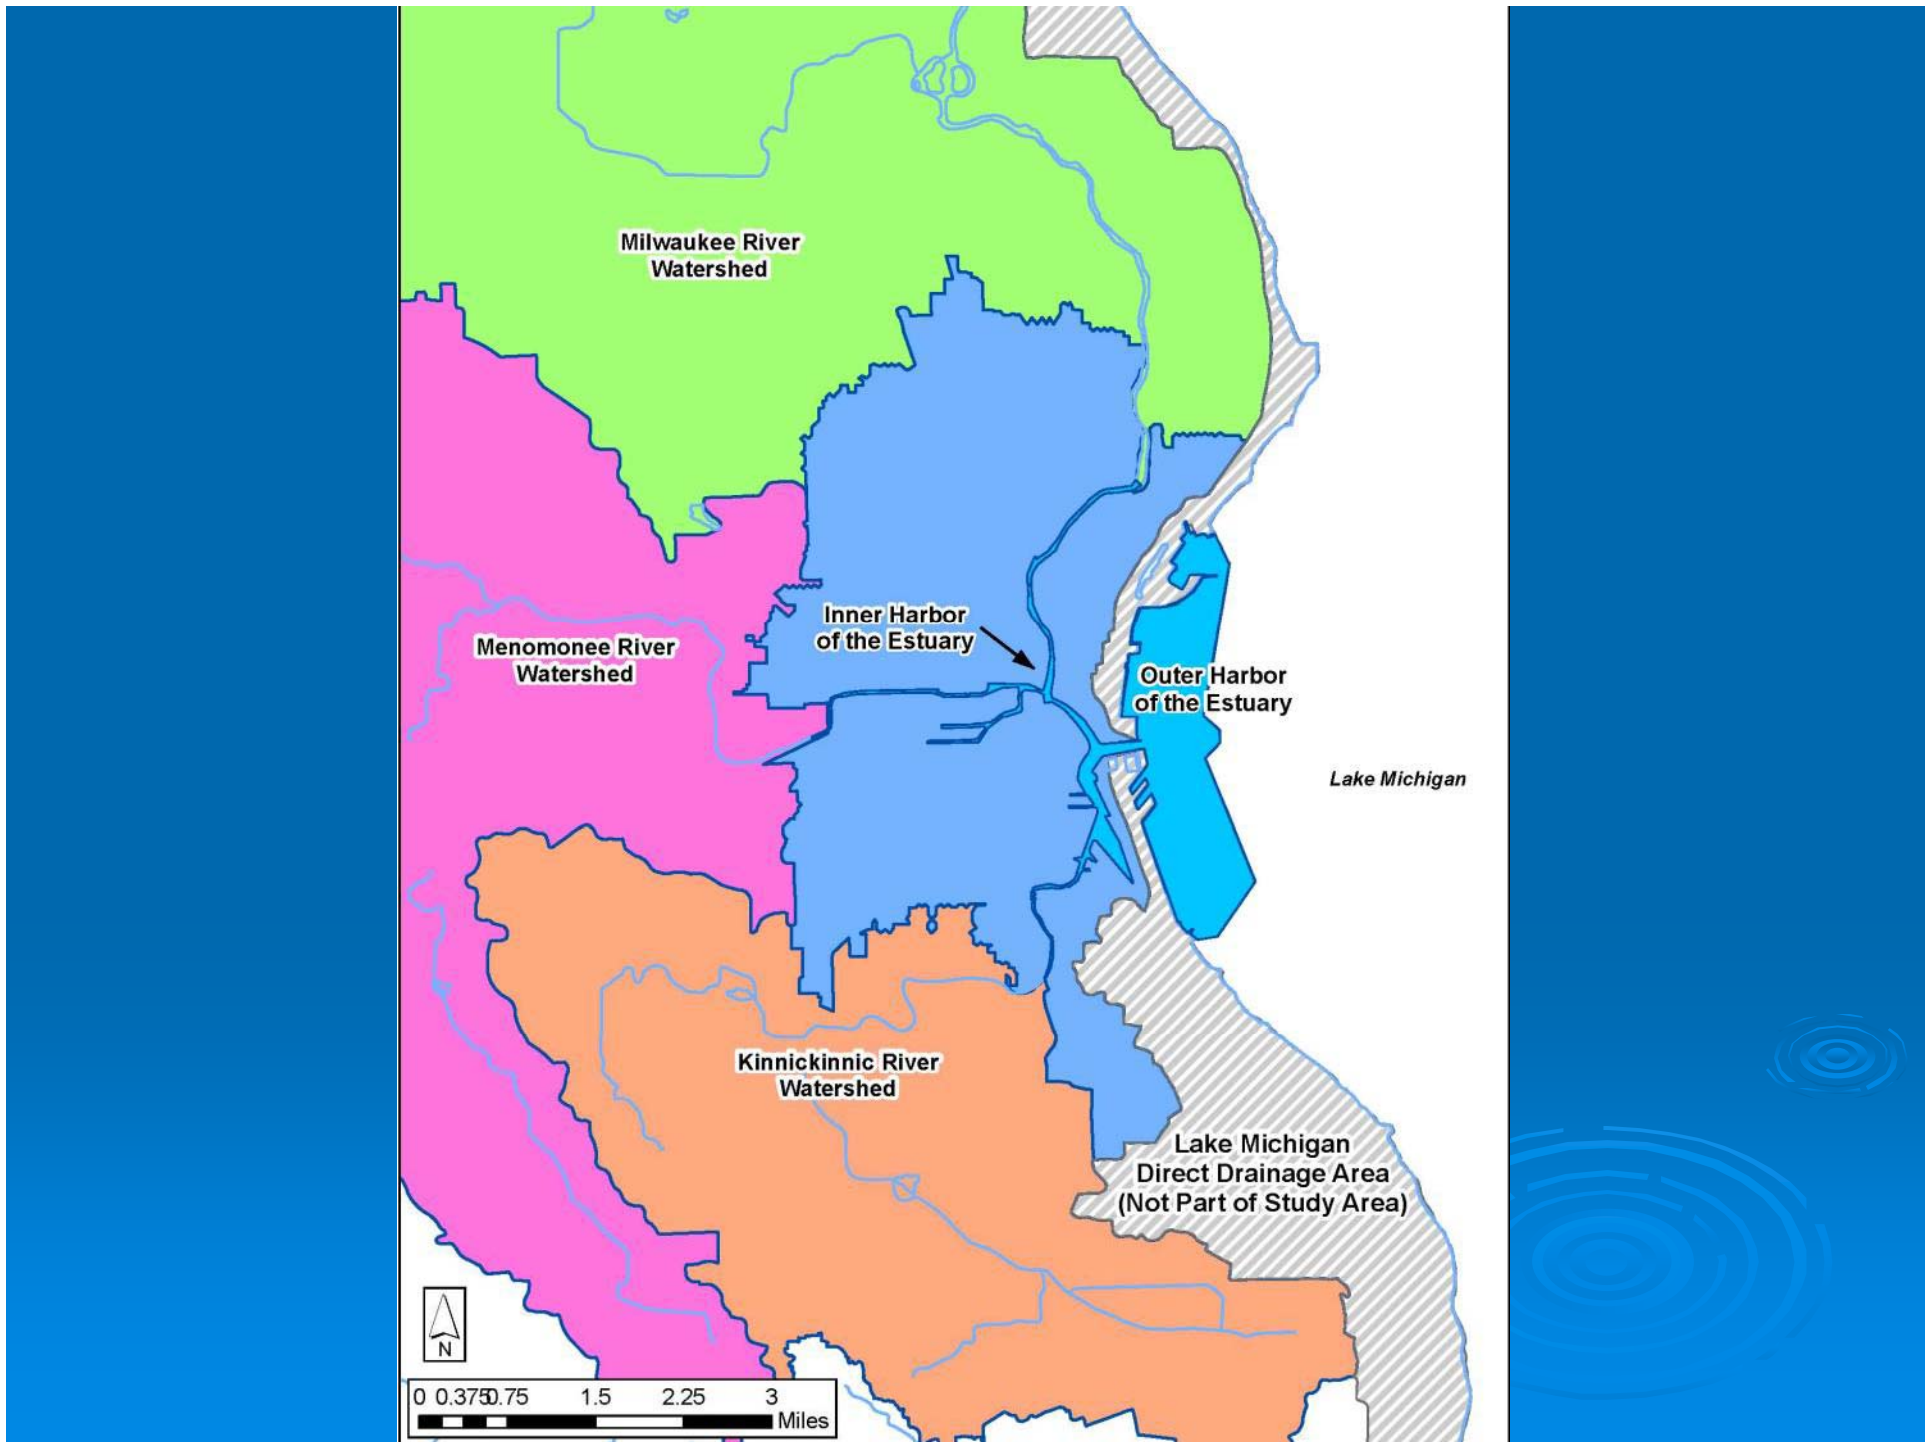 Milwaukee River
Watershed
Inner Harbor
of the Estuary
Menomonee River
Watershed
Outer Harbor
of the Estuary
Lake Michigan
Kinnickinnic River
Watershed
Lake Michigan
Direct Drainage Area
(Not Part of Study Area)
N
0 0.375 0.75 1.5 2.25 3
Miles